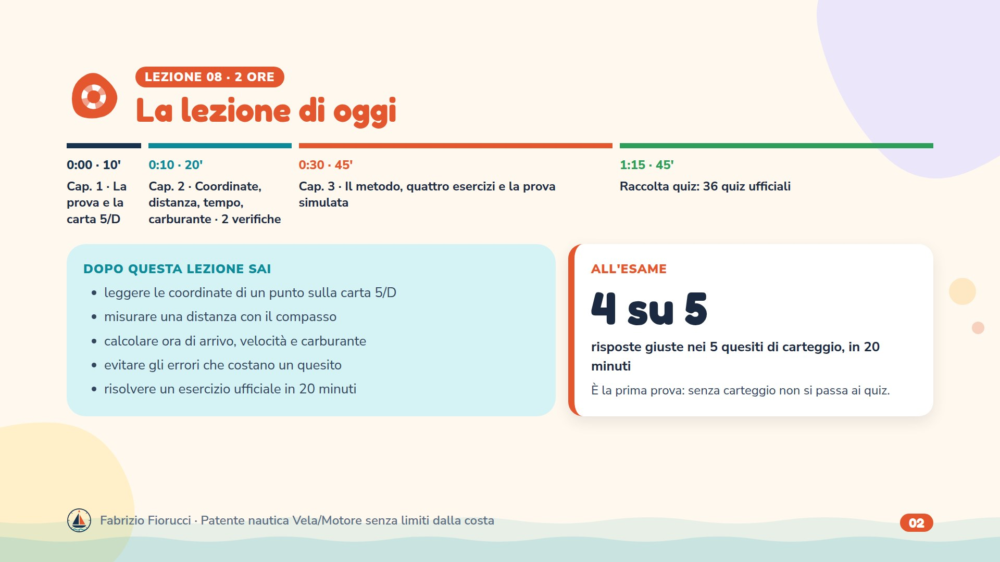 LEZIONE 08 · 2 ORE
La lezione di oggi
0:00 · 10'
Cap. 1 · La
prova e la
carta 5/D
0:10 · 20'
Cap. 2 · Coordinate,
distanza, tempo,
carburante · 2 verifiche
0:30 · 45'
Cap. 3 · Il metodo, quattro esercizi e la prova
simulata
1:15 · 45'
Raccolta quiz: 36 quiz ufficiali
DOPO QUESTA LEZIONE SAI
• leggere le coordinate di un punto sulla carta 5/D
• misurare una distanza con il compasso
• calcolare ora di arrivo, velocità e carburante
• evitare gli errori che costano un quesito
• risolvere un esercizio ufficiale in 20 minuti
ALL'ESAME
4 su 5
risposte giuste nei 5 quesiti di carteggio, in 20
minuti
È la prima prova: senza carteggio non si passa ai quiz.
Fabrizio Fiorucci · Patente nautica Vela/Motore senza limiti dalla costa
02